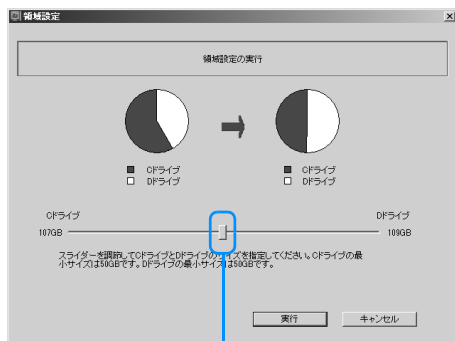 領域設定
領域設定の実行
Cドライブ
Dドライブ
Cドライブ
Dドライブ
Cドライブ
Dドライブ
107GB
109GB
スライダーを調節してCドライブとDドライブのサイズを指定してください。Cドライブの最
小サイズは50GBです。Dドライブの最小サイズは50GBです。
実行
キャンセル